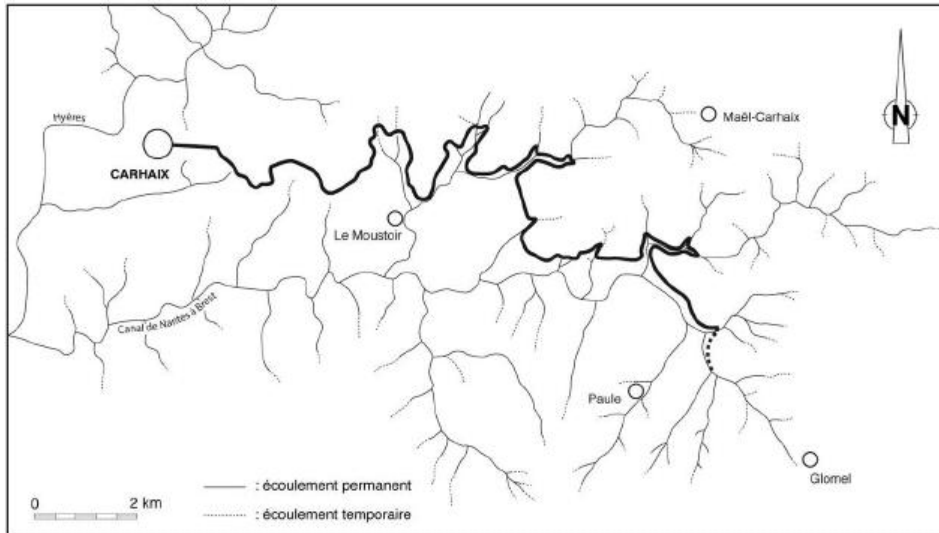 Hyères
N
Maël-Carhaix
CARHAIX
Le Moustoir
Canal de Nantes à Brest
Paule
Glomel
0 2 km
: écoulement permanent
: écoulement temporaire